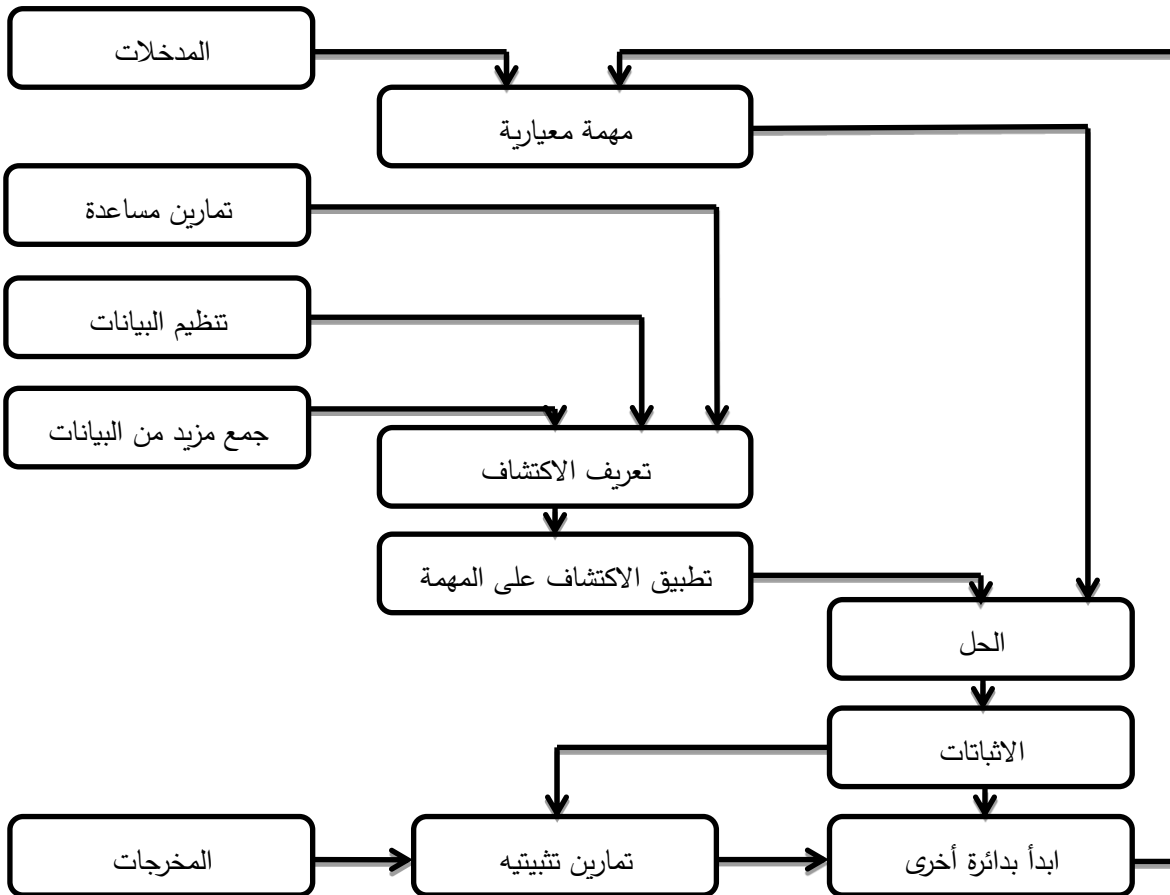 المدخلات
مهمة معيارية
تمارين مساعدة
تنظيم البيانات
جمع مزيد من البيانات
تعريف الاكتشاف
تطبيق الاكتشاف على المهمة
الحل
الاثباتات
المخرجات
تمارين تثبيتيه
ابدأ بدائرة أخرى